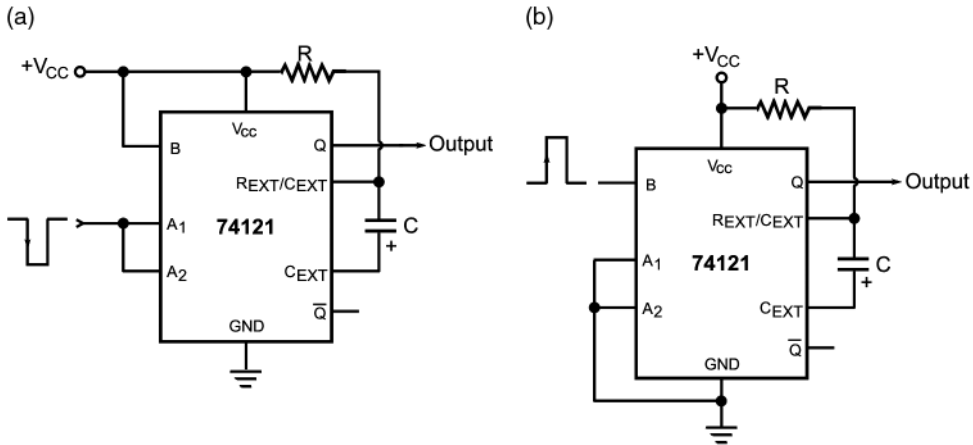 (a)
+VCC
R
VCC
B
Q
Output
REXT/CEXT
A1
74121
C
+
A2
CEXT
Q̅
GND
(b)
+VCC
R
VCC
B
Q
Output
REXT/CEXT
A1
74121
C
+
A2
CEXT
Q̅
GND